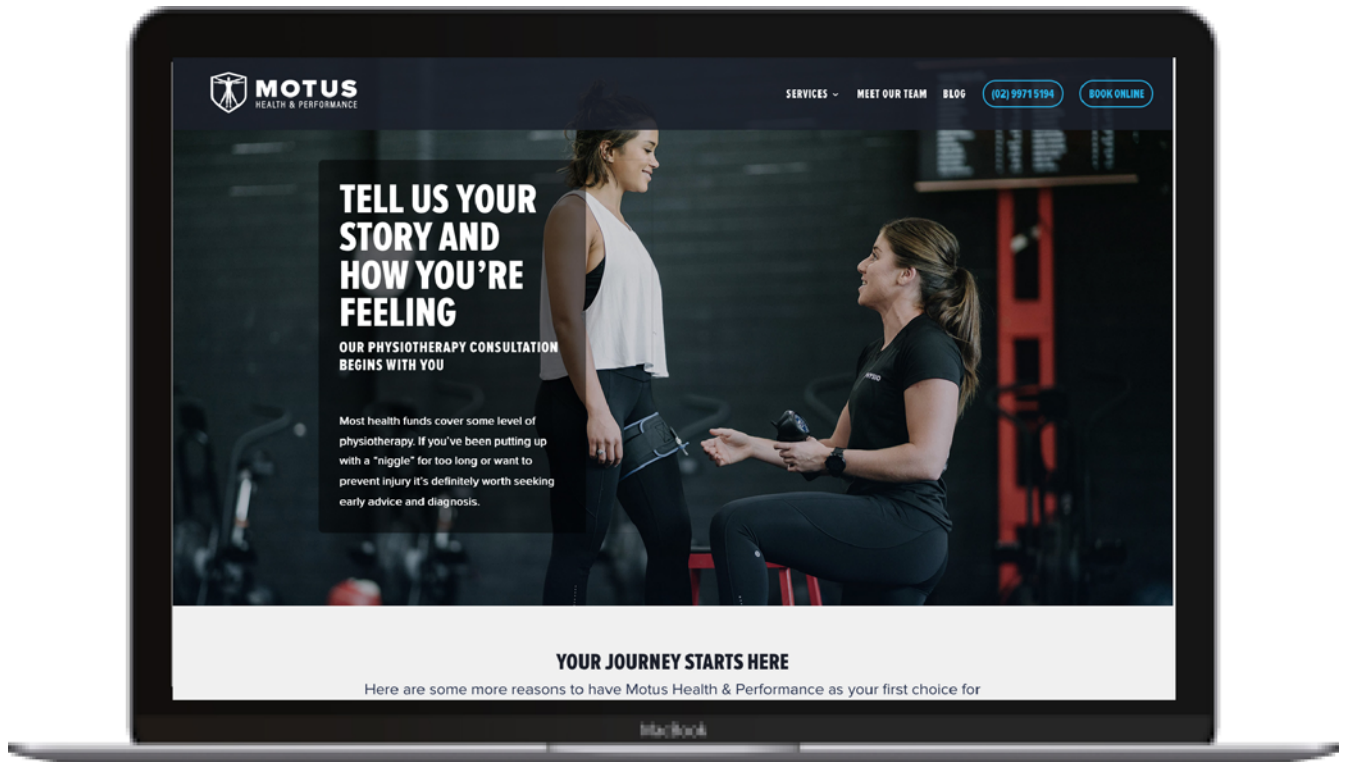 MOTUS
HEALTH & PERFORMANCE
SERVICES
MEET OUR TEAM
BLOG
(02) 9971 5194
BOOK ONLINE
TELL US YOUR
STORY AND
HOW YOU’RE
FEELING
OUR PHYSIOTHERAPY CONSULTATION
BEGINS WITH YOU
Most health funds cover some level of
physiotherapy. If you’ve been putting up
with a “niggle” for too long or want to
prevent injury it’s definitely worth seeking
early advice and diagnosis.
PHYSIO
YOUR JOURNEY STARTS HERE
Here are some more reasons to have Motus Health & Performance as your first choice for
MacBook